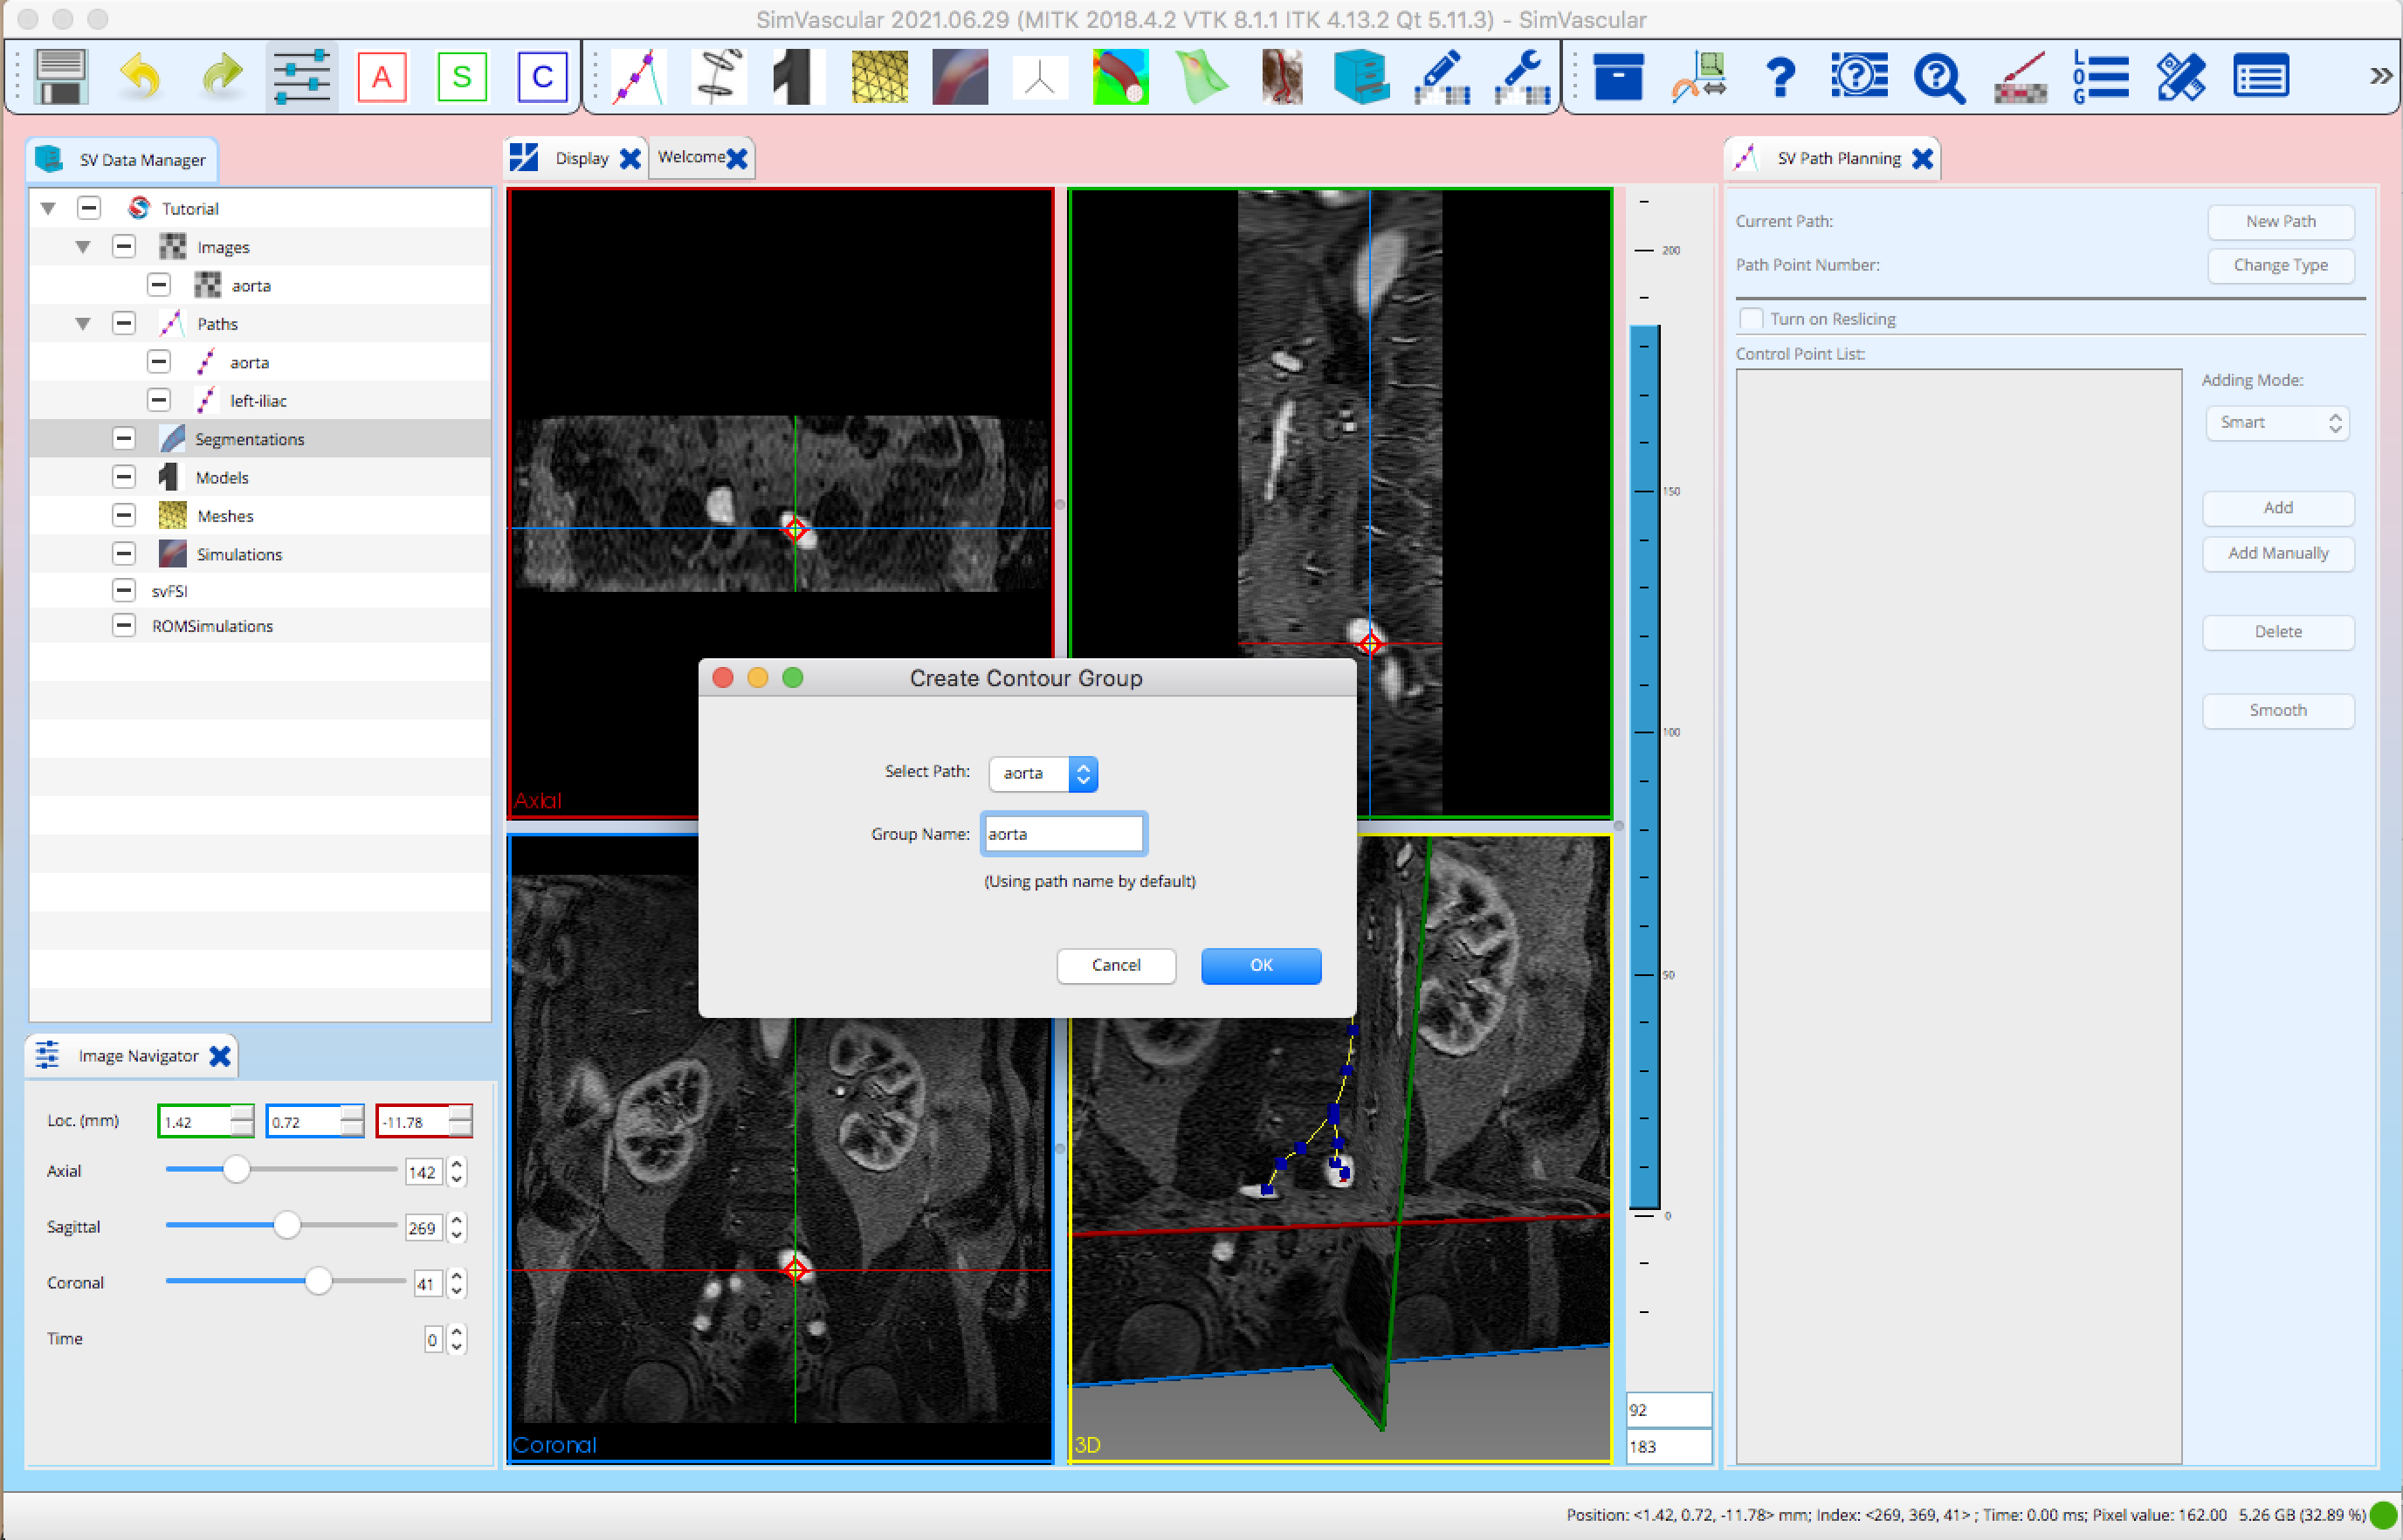 SimVascular 2021.06.29 (MITK 2018.4.2 VTK 8.1.1 ITK 4.13.2 Qt 5.11.3) - SimVascular
A S C
LOG
»
SV Data Manager
Tutorial
Images
aorta
Paths
aorta
left-iliac
Segmentations
Models
Meshes
Simulations
svFSI
ROMSimulations
Image Navigator
Loc. (mm) 1.42 0.72 -11.78
Axial 142
Sagittal 269
Coronal 41
Time 0
Display Welcome
Axial
Coronal
3D
200
150
100
50
0
92
183
Create Contour Group
Select Path: aorta
Group Name: aorta
(Using path name by default)
Cancel OK
SV Path Planning
Current Path: New Path
Path Point Number: Change Type
Turn on Reslicing
Control Point List:
Adding Mode:
Smart
Add
Add Manually
Delete
Smooth
Position: <1.42, 0.72, -11.78> mm; Index: <269, 369, 41> ; Time: 0.00 ms; Pixel value: 162.00 5.26 GB (32.89 %)